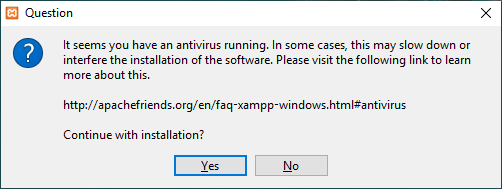 Question
It seems you have an antivirus running. In some cases, this may slow down or
interfere the installation of the software. Please visit the following link to learn
more about this.
http://apachefriends.org/en/faq-xampp-windows.html#antivirus
Continue with installation?
Yes
No